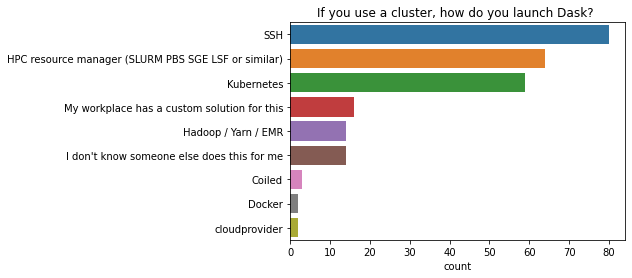 If you use a cluster, how do you launch Dask?
SSH
HPC resource manager (SLURM PBS SGE LSF or similar)
Kubernetes
My workplace has a custom solution for this
Hadoop / Yarn / EMR
I don't know someone else does this for me
Coiled
Docker
cloudprovider
0 10 20 30 40 50 60 70 80
count